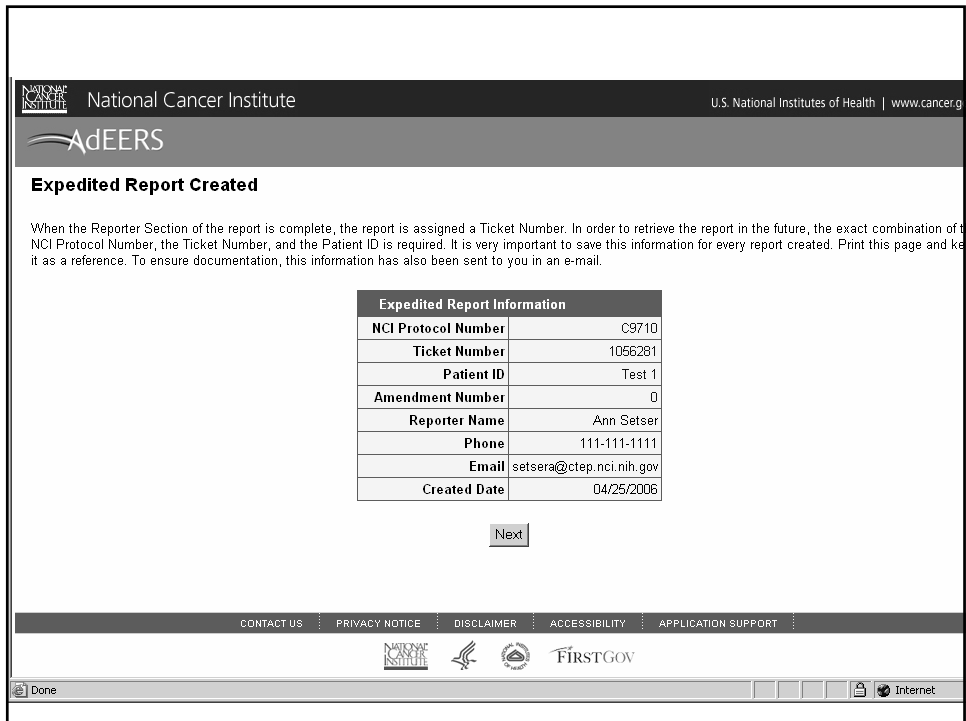 NATIONAL
CANCER
INSTITUTE
National Cancer Institute
U.S. National Institutes of Health | www.cancer.g
AdEERS
Expedited Report Created
When the Reporter Section of the report is complete, the report is assigned a Ticket Number. In order to retrieve the report in the future, the exact combination of t
NCI Protocol Number, the Ticket Number, and the Patient ID is required. It is very important to save this information for every report created. Print this page and ke
it as a reference. To ensure documentation, this information has also been sent to you in an e-mail.
Expedited Report Information
NCI Protocol Number C9710
Ticket Number 1056281
Patient ID Test 1
Amendment Number 0
Reporter Name Ann Setser
Phone 111-111-1111
Email setsera@ctep.nci.nih.gov
Created Date 04/25/2006
Next
CONTACT US PRIVACY NOTICE DISCLAIMER ACCESSIBILITY APPLICATION SUPPORT
NATIONAL
CANCER
INSTITUTE
FIRSTGOV
Done Internet